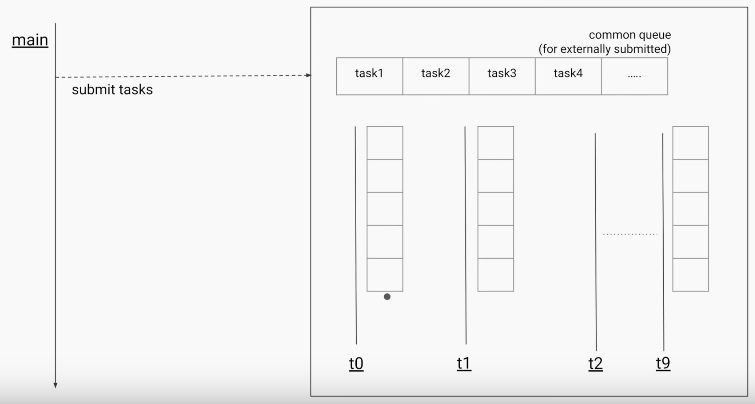 main
submit tasks
common queue
(for externally submitted)
task1 task2 task3 task4 .....
t0 t1 t2 t9